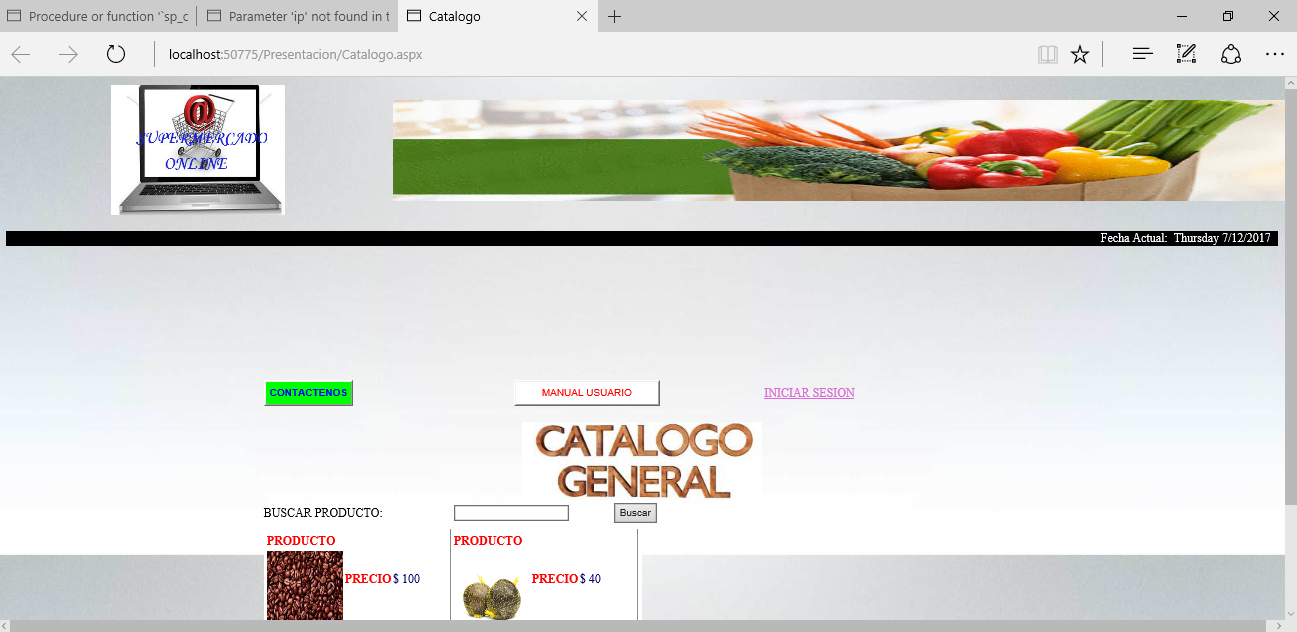 Procedure or function '`sp_c
Parameter 'ip' not found in t
Catalogo
localhost:50775/Presentacion/Catalogo.aspx
@
SUPERMERCADO
ONLINE
Fecha Actual: Thursday 7/12/2017
CONTACTENOS
MANUAL USUARIO
INICIAR SESION
CATALOGO
GENERAL
BUSCAR PRODUCTO:
Buscar
PRODUCTO
PRECIO $ 100
PRODUCTO
PRECIO $ 40